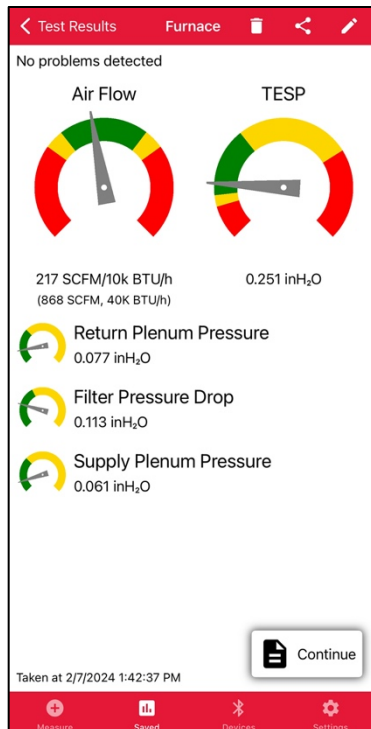 Test Results Furnace
No problems detected
Air Flow TESP
217 SCFM/10k BTU/h 0.251 inH₂O
(868 SCFM, 40K BTU/h)
Return Plenum Pressure
0.077 inH₂O
Filter Pressure Drop
0.113 inH₂O
Supply Plenum Pressure
0.061 inH₂O
Continue
Taken at 2/7/2024 1:42:37 PM
Measure Saved Devices Settings